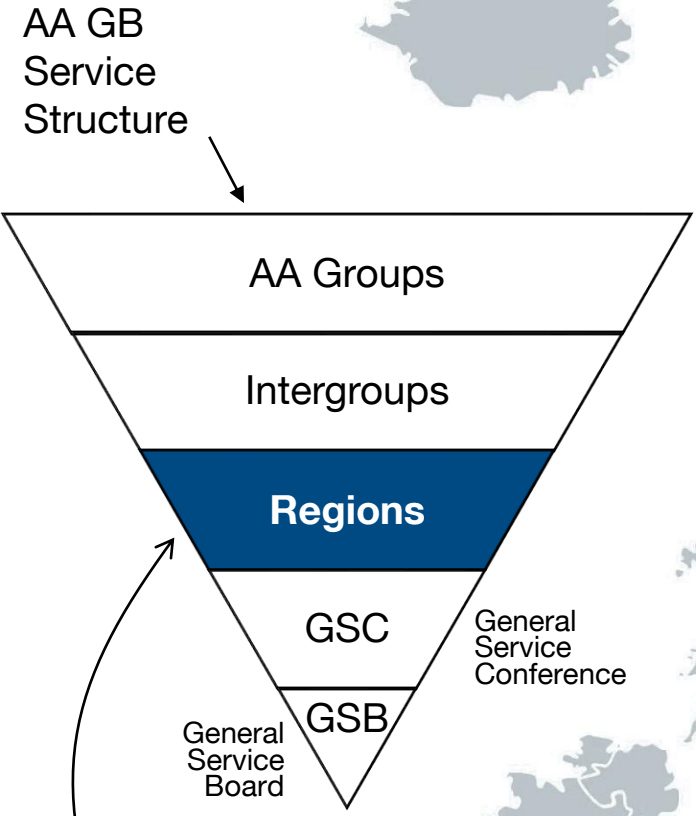 AA GB
Service
Structure
AA Groups
Intergroups
Regions
GSC
General
Service
Conference
GSB
General
Service
Board